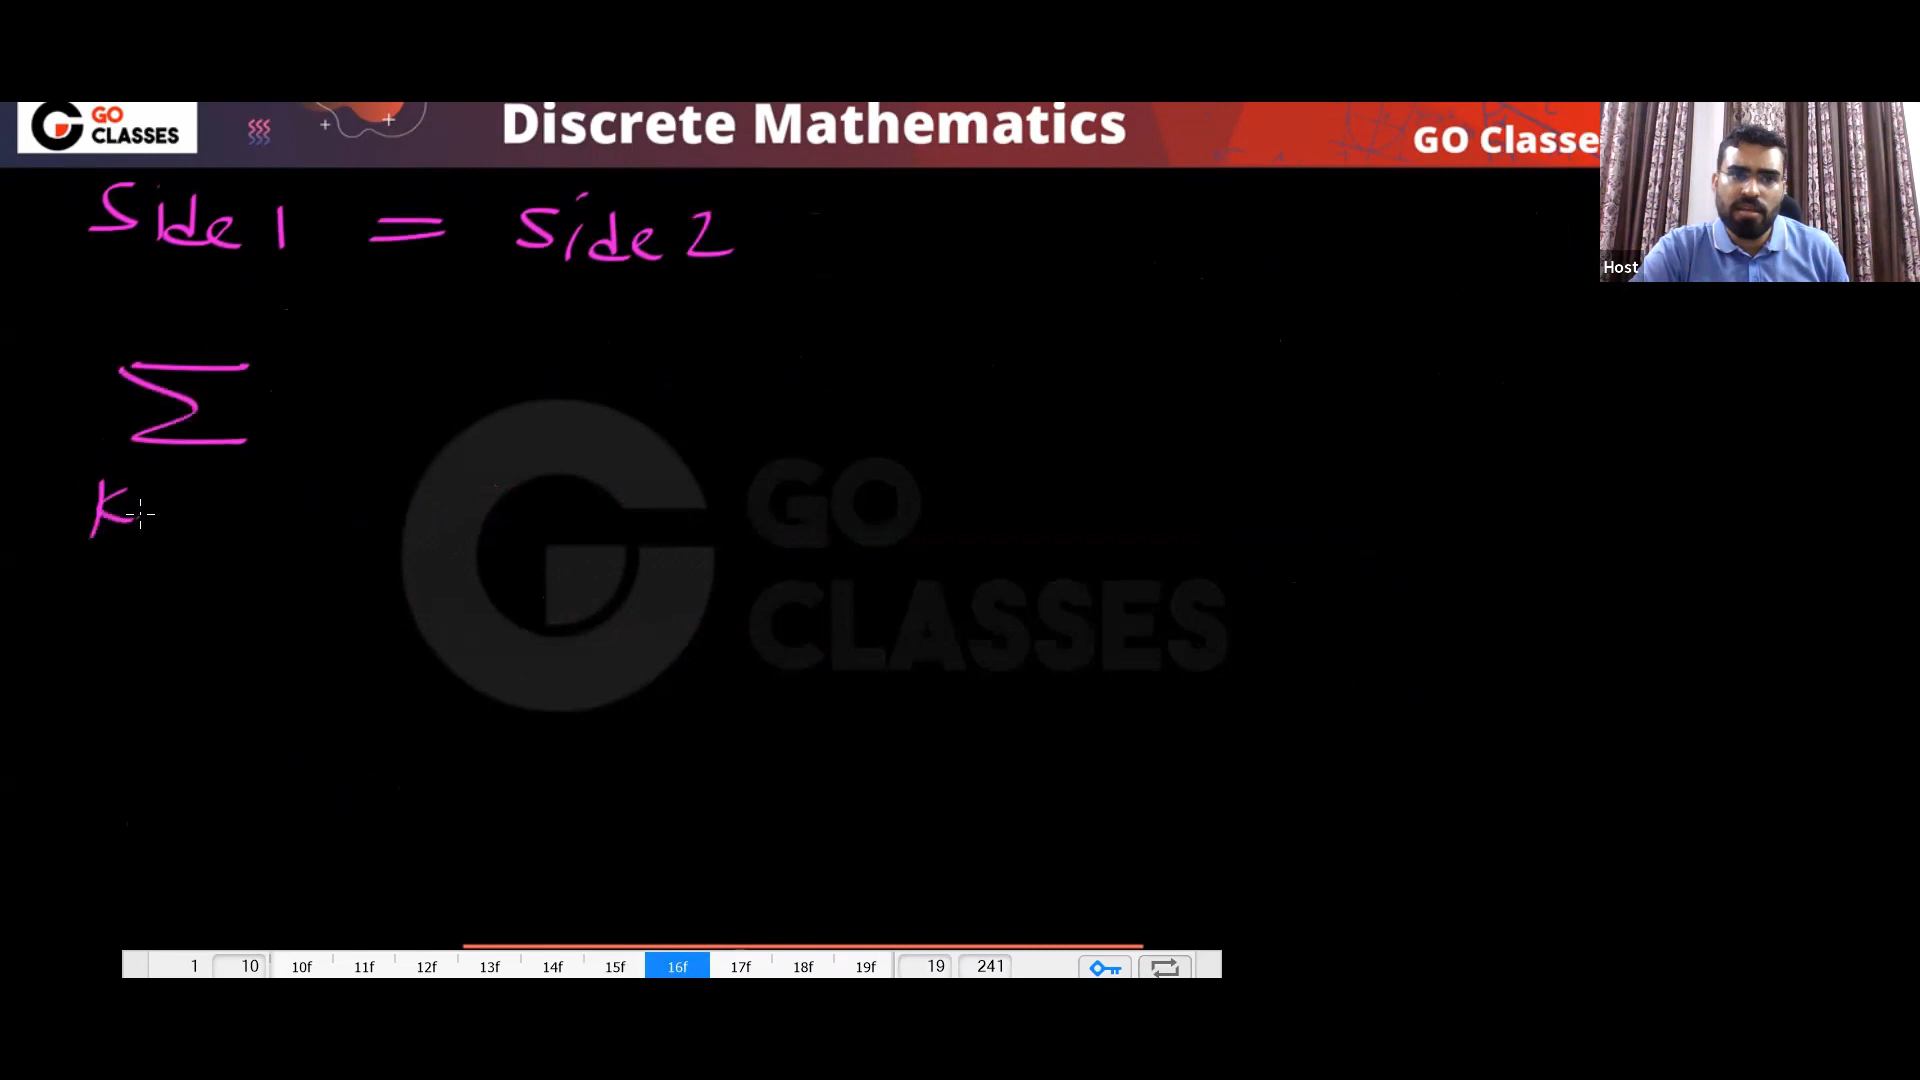 GO CLASSES
Discrete Mathematics
GO Classe
Host
Side 1 = Side 2
Σ
K
GO
CLASSES
1 10 10f 11f 12f 13f 14f 15f 16f 17f 18f 19f 19 241